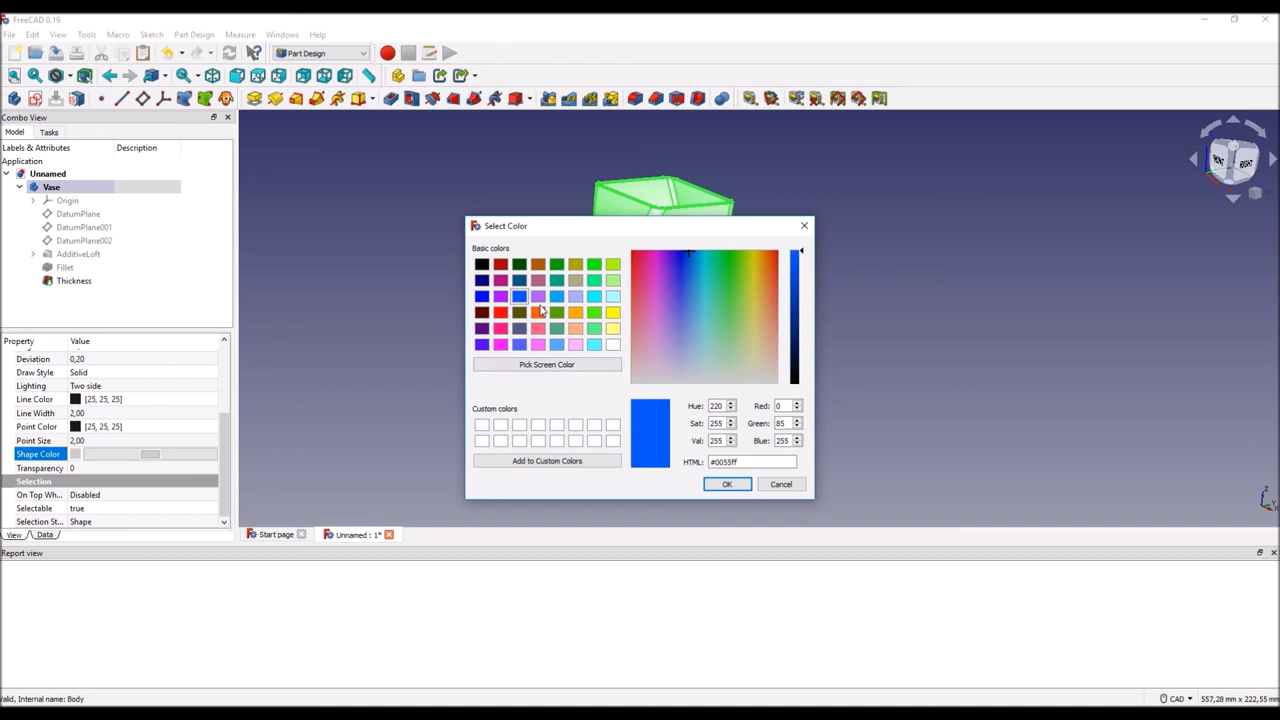 FreeCAD 0.19
File Edit View Tools Macro Sketch Part Design Measure Windows Help
Part Design
Combo View
Model Tasks
Labels & Attributes Description
Application
Unnamed
Vase
Origin
DatumPlane
DatumPlane001
DatumPlane002
AdditiveLoft
Fillet
Thickness
Property Value
Deviation 0,20
Draw Style Solid
Lighting Two side
Line Color [25, 25, 25]
Line Width 2,00
Point Color [25, 25, 25]
Point Size 2,00
Shape Color
Transparency 0
Selection
On Top Wh... Disabled
Selectable true
Selection St... Shape
View Data
FRONT RIGHT
Select Color
Basic colors
Pick Screen Color
Custom colors
Add to Custom Colors
Hue: 220 Red: 0
Sat: 255 Green: 85
Val: 255 Blue: 255
HTML: #0055ff
OK Cancel
Z
Start page Unnamed : 1*
Report view
Valid, Internal name: Body
CAD 557,28 mm x 222,55 mm